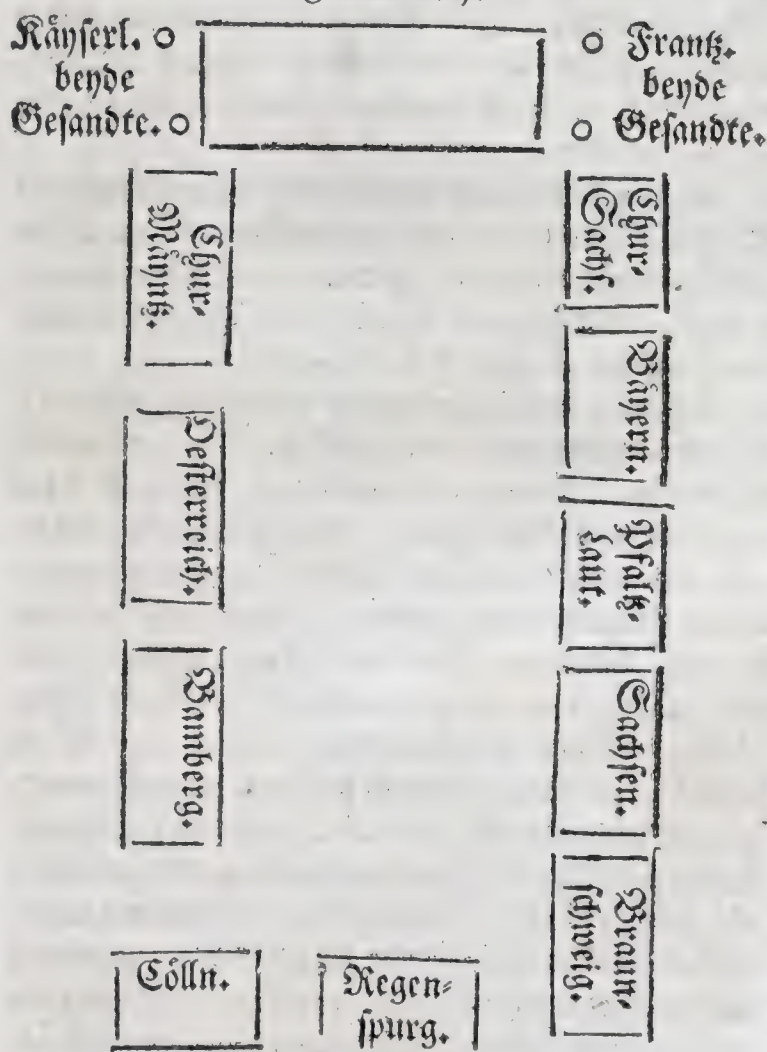 Käyserl.
beyde
Gesandte.
Frantz.
beyde
Gesandte.
Chur-
Mäyntz.
Oesterreich.
Bamberg.
Chur-
Sachs.
Bäyern.
Pfaltz-
Laut.
Sachsen.
Braun-
schweig.
Cölln.
Regen-
spurg.